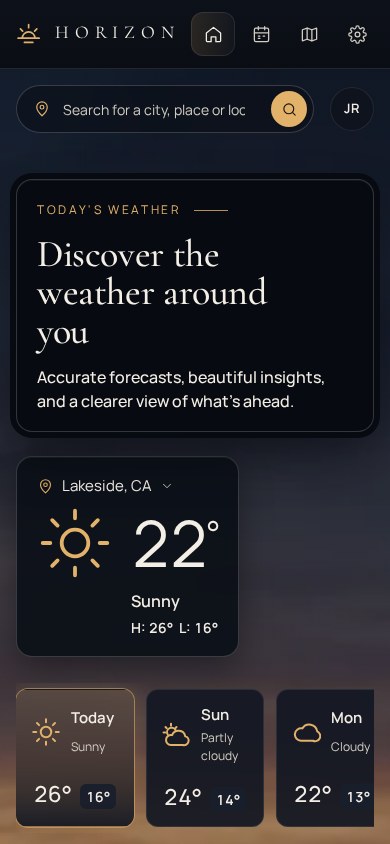 HORIZON
Search for a city, place or loc
JR
TODAY'S WEATHER
Discover the
weather around
you
Accurate forecasts, beautiful insights,
and a clearer view of what's ahead.
Lakeside, CA
22°
Sunny
H: 26° L: 16°
Today
Sunny
26° 16°
Sun
Partly
cloudy
24° 14°
Mon
Cloudy
22° 13°